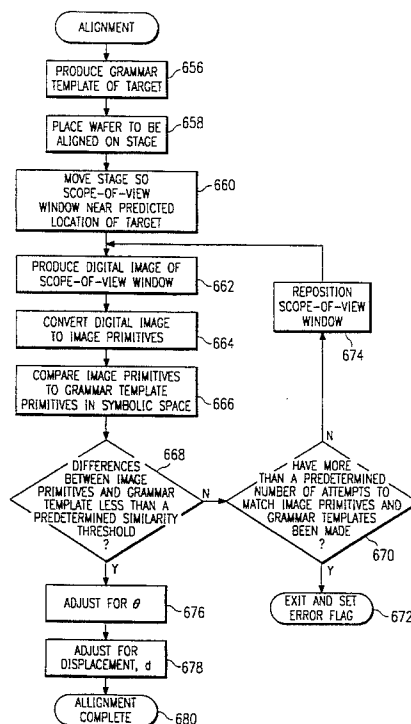 ALIGNMENT
PRODUCE GRAMMAR
TEMPLATE OF TARGET
656
PLACE WAFER TO BE
ALIGNED ON STAGE
658
MOVE STAGE SO
SCOPE-OF-VIEW
WINDOW NEAR PREDICTED
LOCATION OF TARGET
660
PRODUCE DIGITAL IMAGE OF
SCOPE-OF-VIEW WINDOW
662
REPOSITION
SCOPE-OF-VIEW
WINDOW
674
CONVERT DIGITAL IMAGE
TO IMAGE PRIMITIVES
664
COMPARE IMAGE PRIMITIVES
TO GRAMMAR TEMPLATE
PRIMITIVES IN SYMBOLIC SPACE
666
668
DIFFERENCES
BETWEEN IMAGE
PRIMITIVES AND GRAMMAR
TEMPLATE LESS THAN A
PREDETERMINED SIMILARITY
THRESHOLD
?
N
Y
N
HAVE MORE
THAN A PREDETERMINED
NUMBER OF ATTEMPTS TO
MATCH IMAGE PRIMITIVES AND
GRAMMAR TEMPLATES
BEEN MADE
?
670
Y
EXIT AND SET
ERROR FLAG
672
ADJUST FOR θ
676
ADJUST FOR
DISPLACEMENT, d
678
ALLIGNMENT
COMPLETE
680